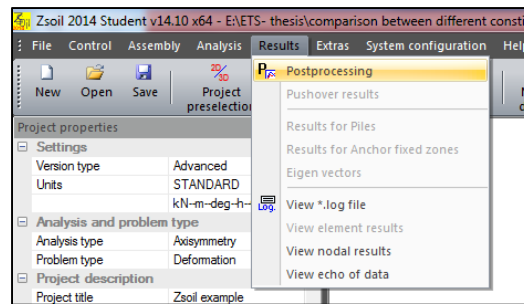 Zsoil 2014 Student v14.10 x64 - E:\ETS- thesis\comparison between different consti
File Control Assembly Analysis Results Extras System configuration Hel
New Open Save Project preselection
2D/3D
Postprocessing
Pushover results
Results for Piles
Results for Anchor fixed zones
Eigen vectors
Log. View *.log file
View element results
View nodal results
View echo of data
Project properties
Settings
Version type Advanced
Units STANDARD
kN-m-deg-h-
Analysis and problem type
Analysis type Axisymmetry
Problem type Deformation
Project description
Project title Zsoil example